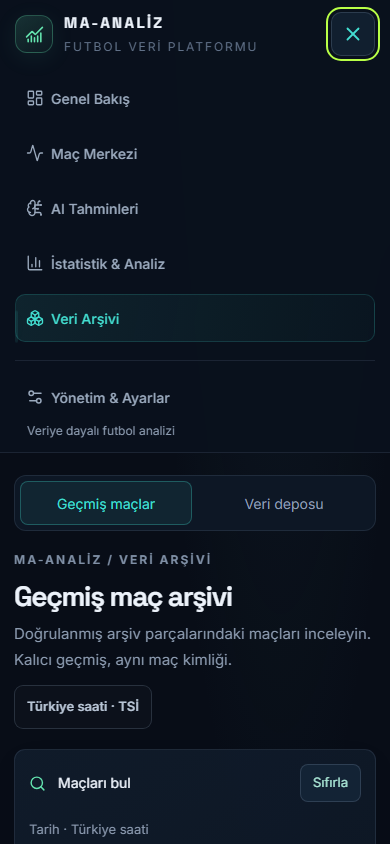 MA-ANALİZ
FUTBOL VERİ PLATFORMU
Genel Bakış
Maç Merkezi
AI Tahminleri
İstatistik & Analiz
Veri Arşivi
Yönetim & Ayarlar
Veriye dayalı futbol analizi
Geçmiş maçlar
Veri deposu
MA-ANALİZ / VERİ ARŞİVİ
Geçmiş maç arşivi
Doğrulanmış arşiv parçalarındaki maçları inceleyin.
Kalıcı geçmiş, aynı maç kimliği.
Türkiye saati · TSİ
Maçları bul
Sıfırla
Tarih · Türkiye saati